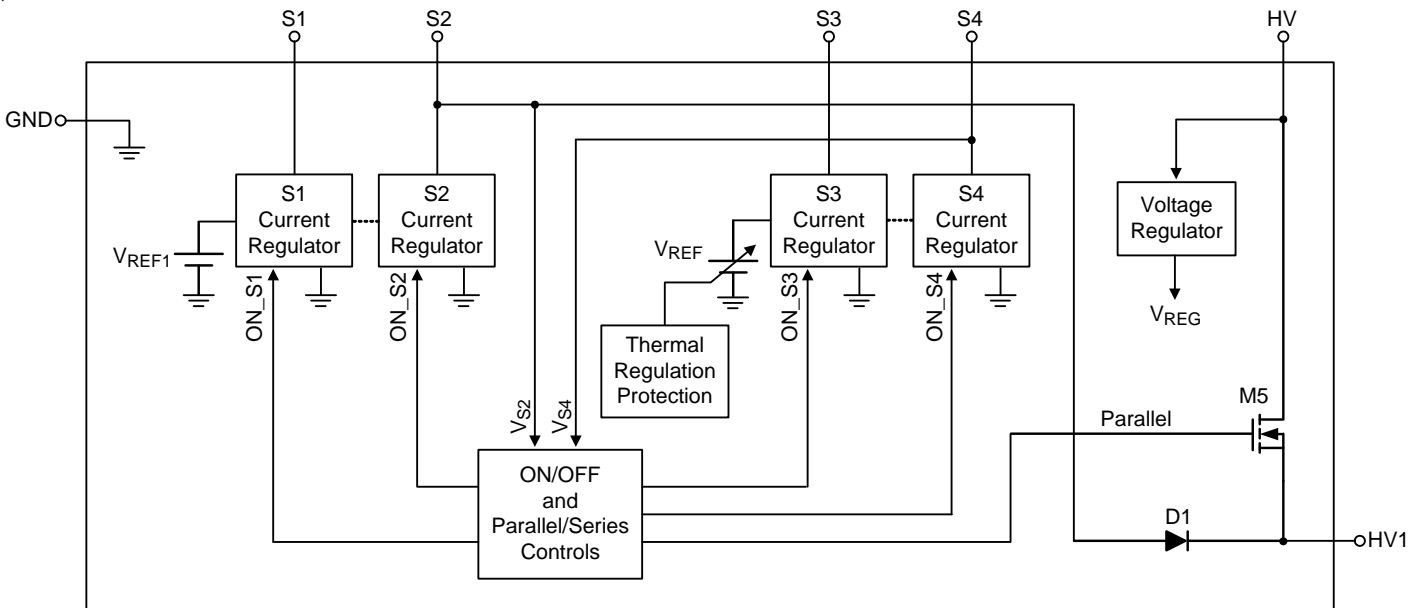 S1
S2
S3
S4
HV
GND
S1
Current
Regulator
S2
Current
Regulator
S3
Current
Regulator
S4
Current
Regulator
Voltage
Regulator
VREF1
VREF
ON_S1
ON_S2
ON_S3
ON_S4
VREG
Thermal
Regulation
Protection
M5
VS2
VS4
Parallel
ON/OFF
and
Parallel/Series
Controls
D1
HV1